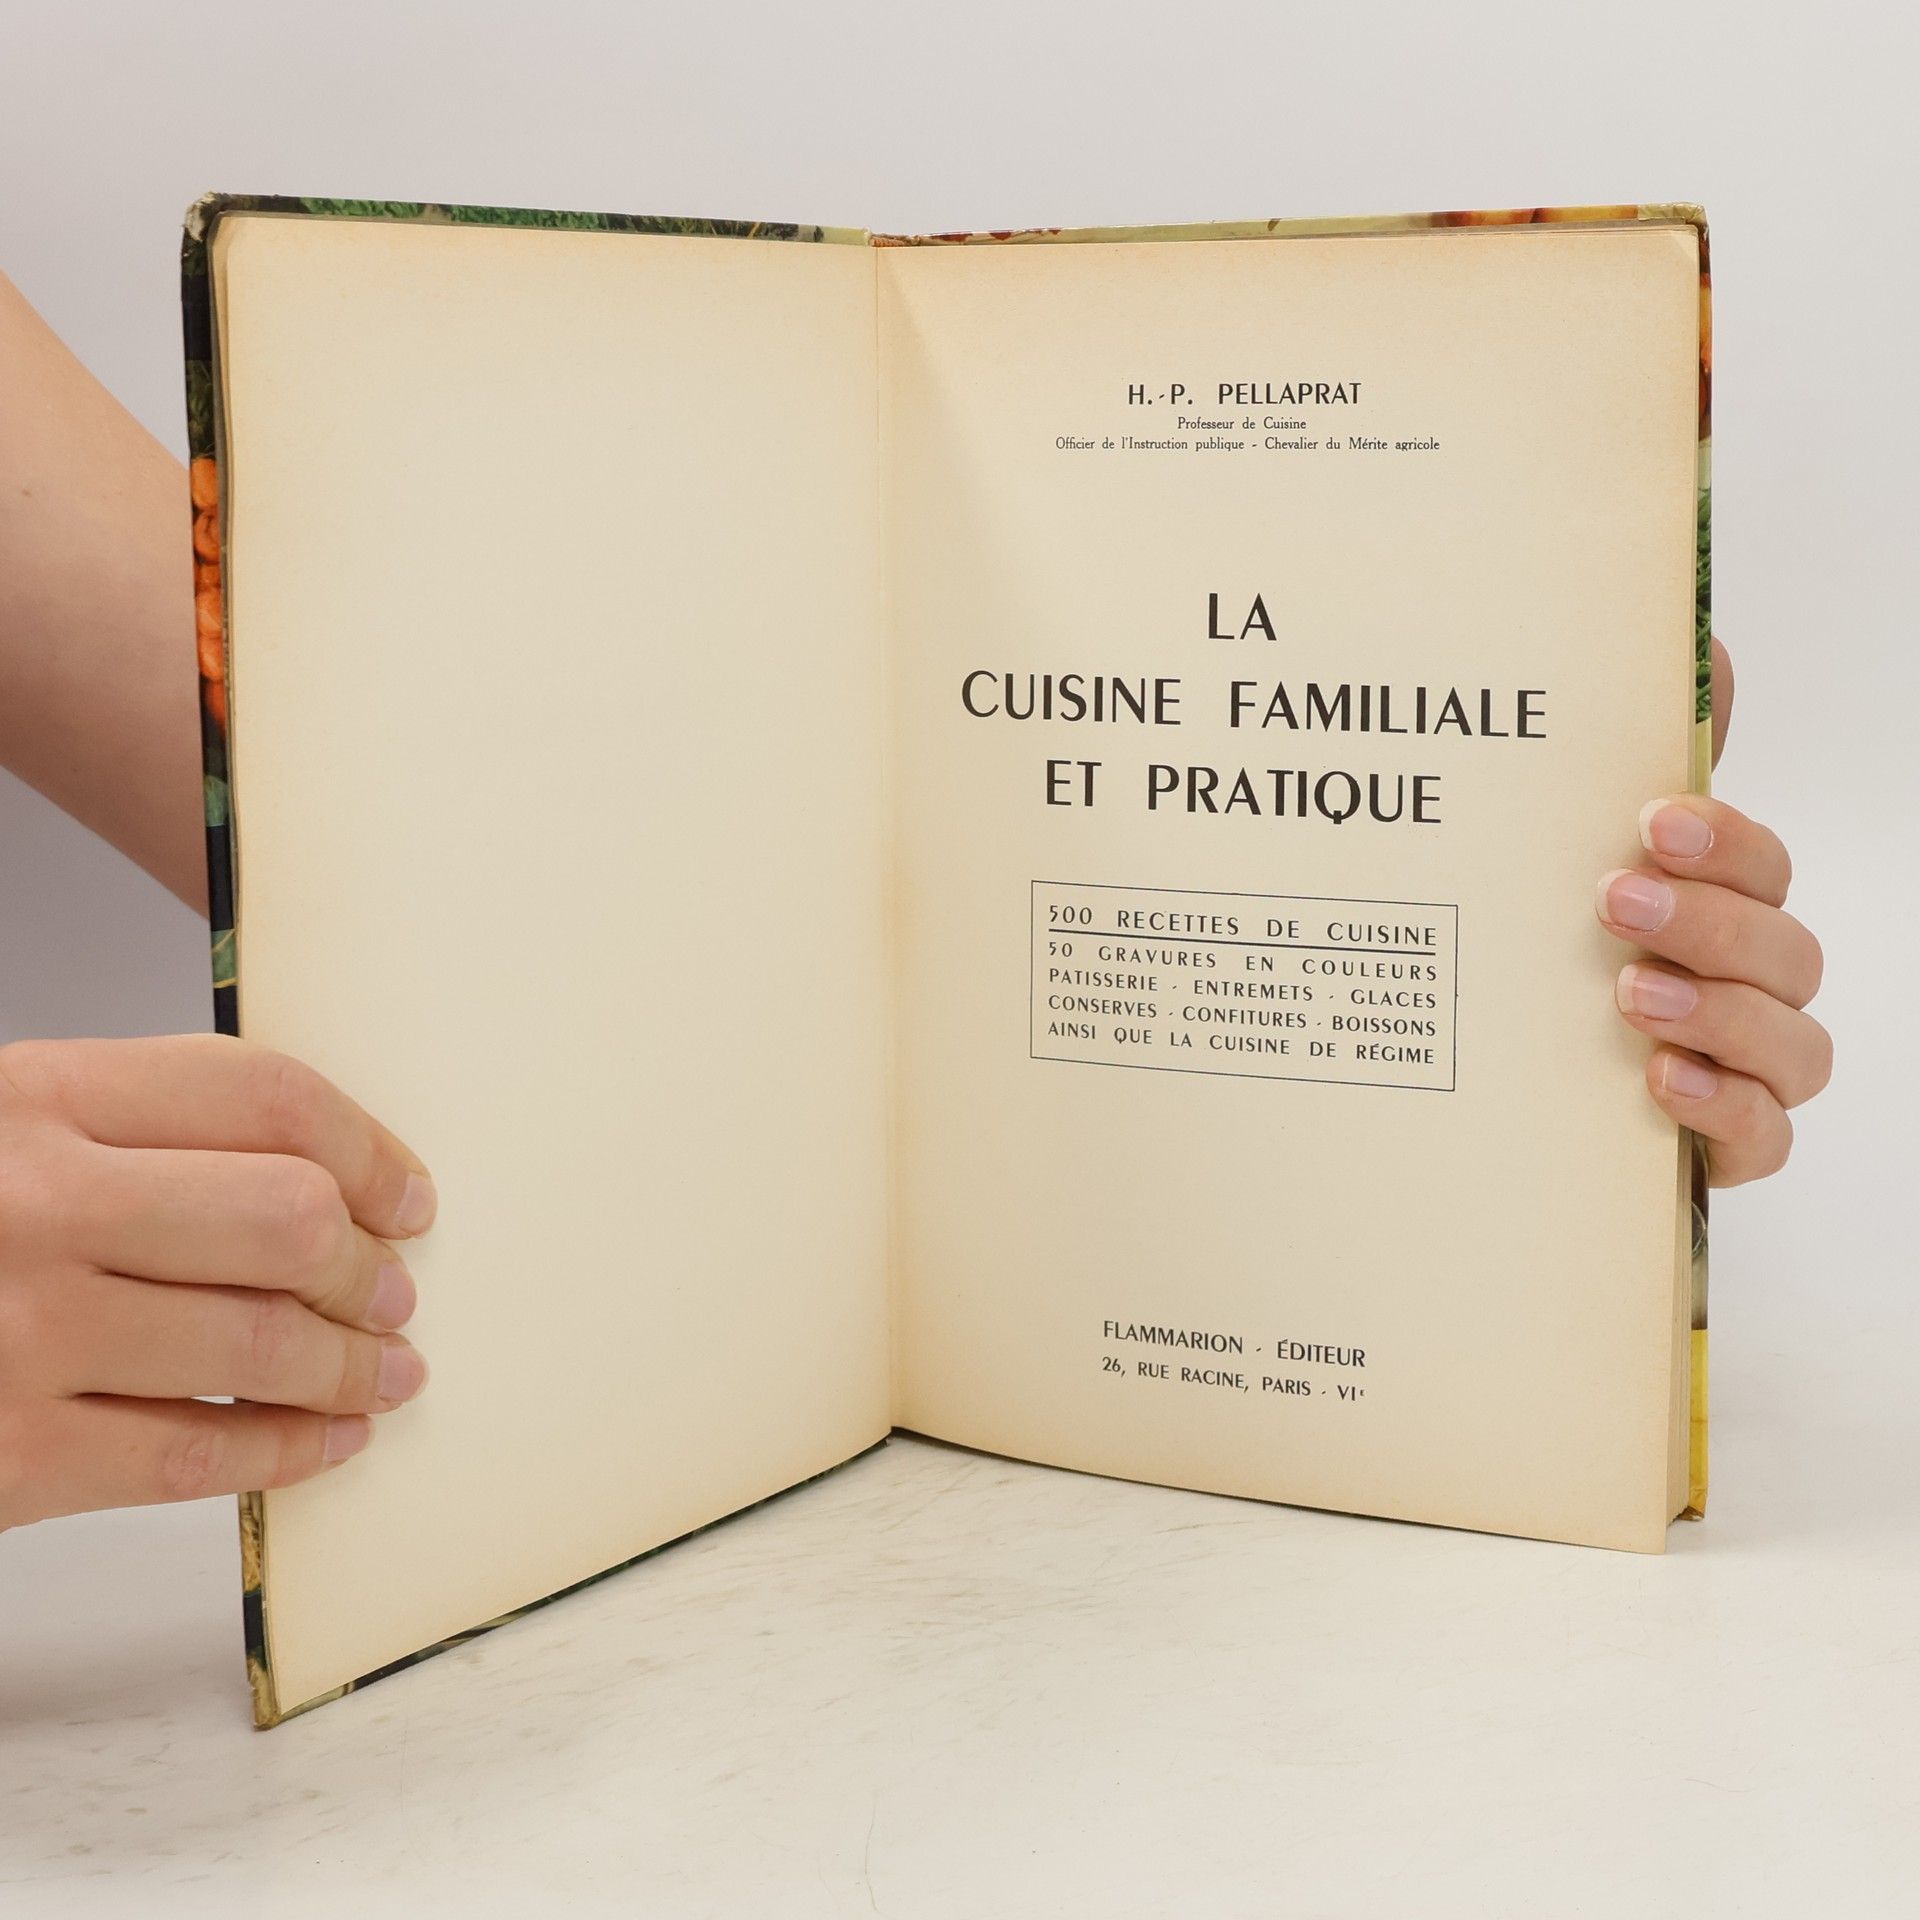 H.-P. PELLAPRAT
Professeur de Cuisine
Officier de l'Instruction publique - Chevalier du Mérite agricole
LA
CUISINE FAMILIALE
ET PRATIQUE
500 RECETTES DE CUISINE
50 GRAVURES EN COULEURS
PATISSERIE - ENTREMETS - GLACES
CONSERVES - CONFITURES - BOISSONS
AINSI QUE LA CUISINE DE RÉGIME
FLAMMARION - ÉDITEUR
26, RUE RACINE, PARIS - VIᴱ